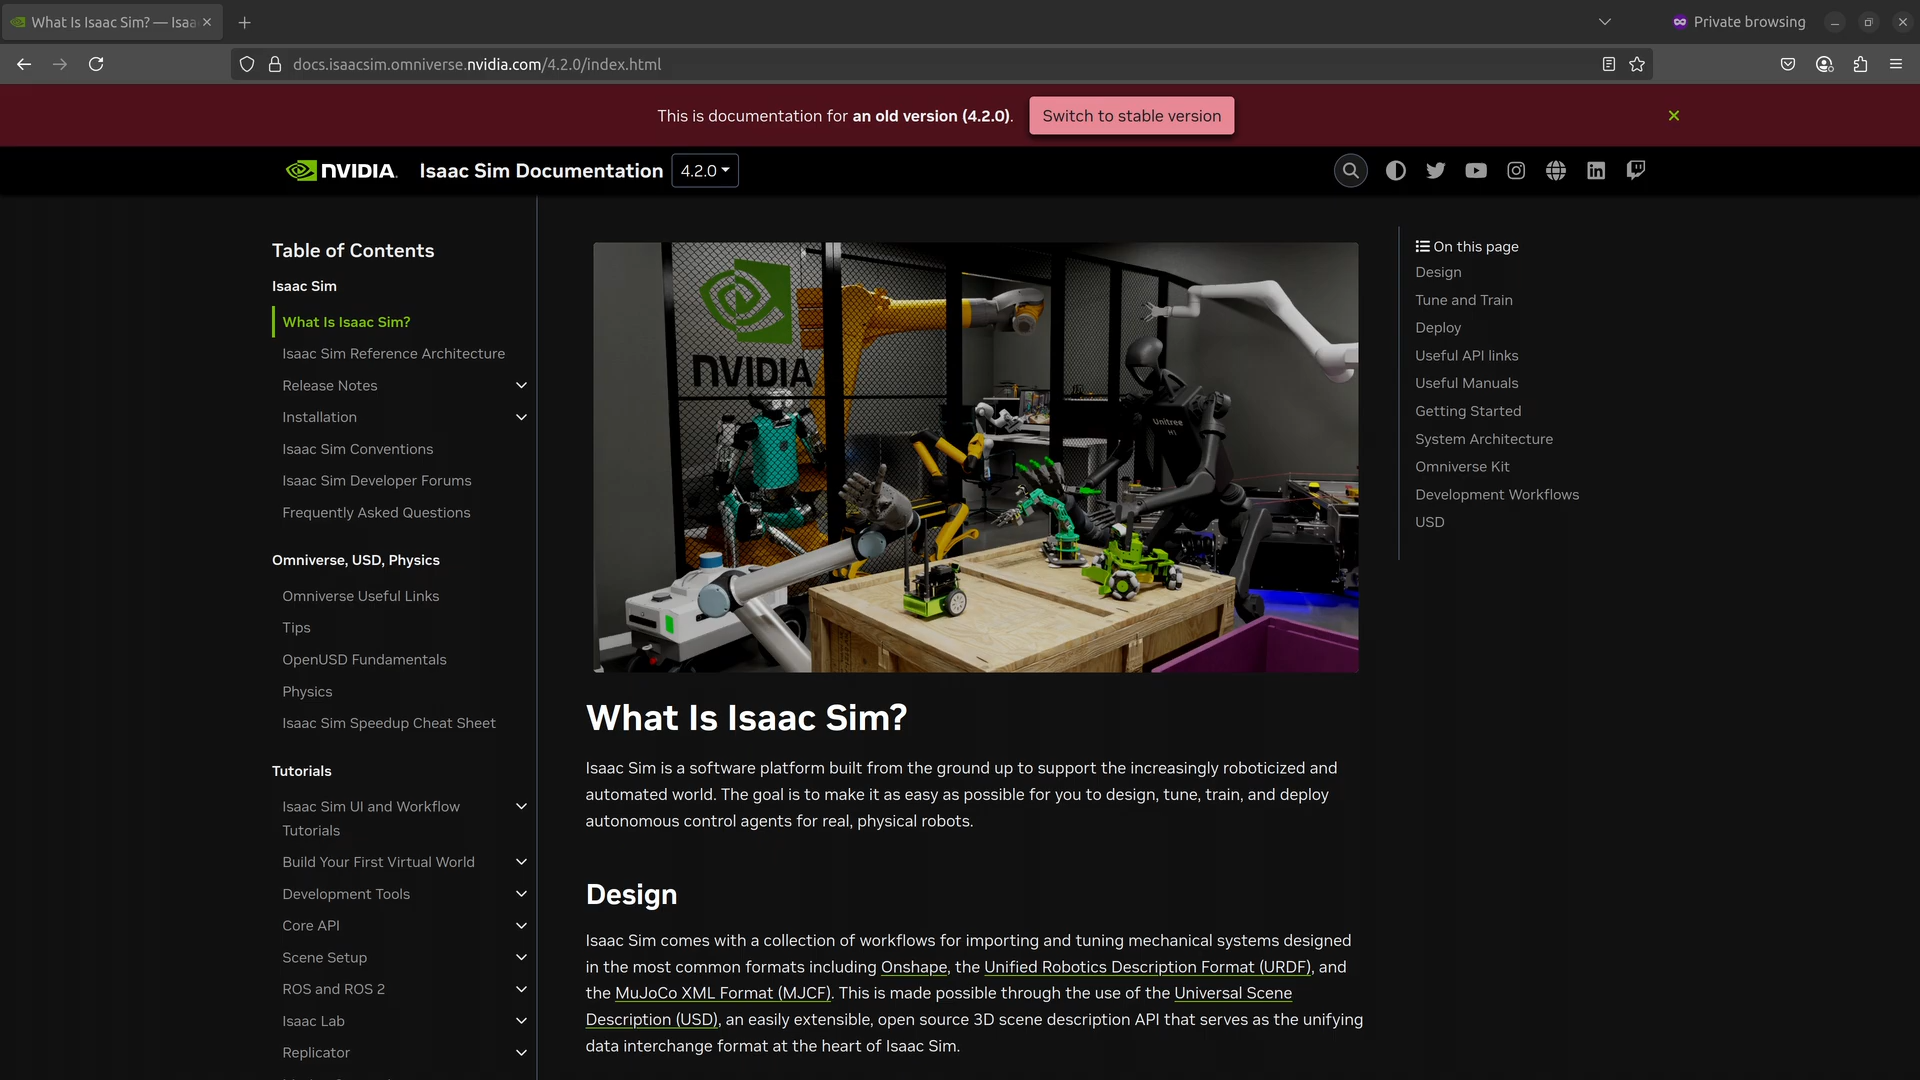 What Is Isaac Sim? — Isaa
Private browsing
docs.isaacsim.omniverse.nvidia.com/4.2.0/index.html
This is documentation for an old version (4.2.0).
Switch to stable version
NVIDIA.
Isaac Sim Documentation
4.2.0
Table of Contents
Isaac Sim
What Is Isaac Sim?
Isaac Sim Reference Architecture
Release Notes
Installation
Isaac Sim Conventions
Isaac Sim Developer Forums
Frequently Asked Questions
Omniverse, USD, Physics
Omniverse Useful Links
Tips
OpenUSD Fundamentals
Physics
Isaac Sim Speedup Cheat Sheet
Tutorials
Isaac Sim UI and Workflow
Tutorials
Build Your First Virtual World
Development Tools
Core API
Scene Setup
ROS and ROS 2
Isaac Lab
Replicator
NVIDIA
Unitree
H1
What Is Isaac Sim?
Isaac Sim is a software platform built from the ground up to support the increasingly roboticized and
automated world. The goal is to make it as easy as possible for you to design, tune, train, and deploy
autonomous control agents for real, physical robots.
Design
Isaac Sim comes with a collection of workflows for importing and tuning mechanical systems designed
in the most common formats including Onshape, the Unified Robotics Description Format (URDF), and
the MuJoCo XML Format (MJCF). This is made possible through the use of the Universal Scene
Description (USD), an easily extensible, open source 3D scene description API that serves as the unifying
data interchange format at the heart of Isaac Sim.
On this page
Design
Tune and Train
Deploy
Useful API links
Useful Manuals
Getting Started
System Architecture
Omniverse Kit
Development Workflows
USD